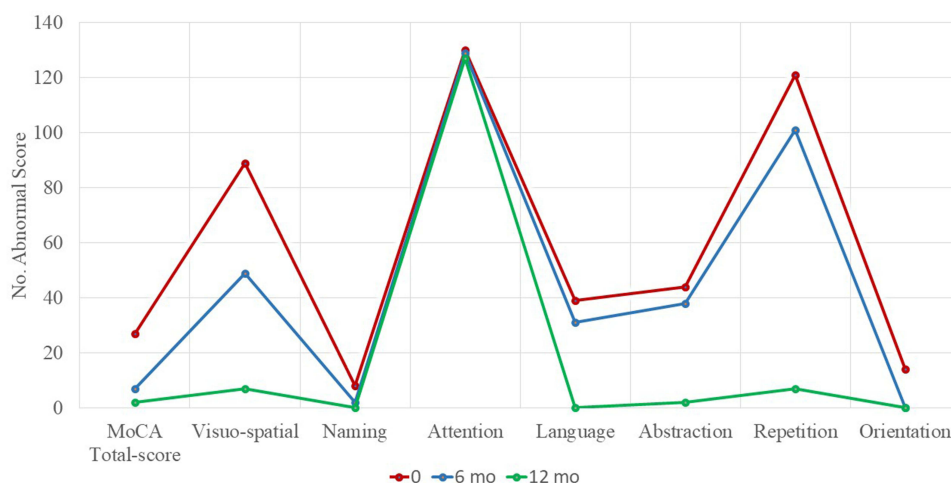 No. Abnormal Score
140
120
100
80
60
40
20
0
MoCA Total-score
Visuo-spatial
Naming
Attention
Language
Abstraction
Repetition
Orientation
0
6 mo
12 mo